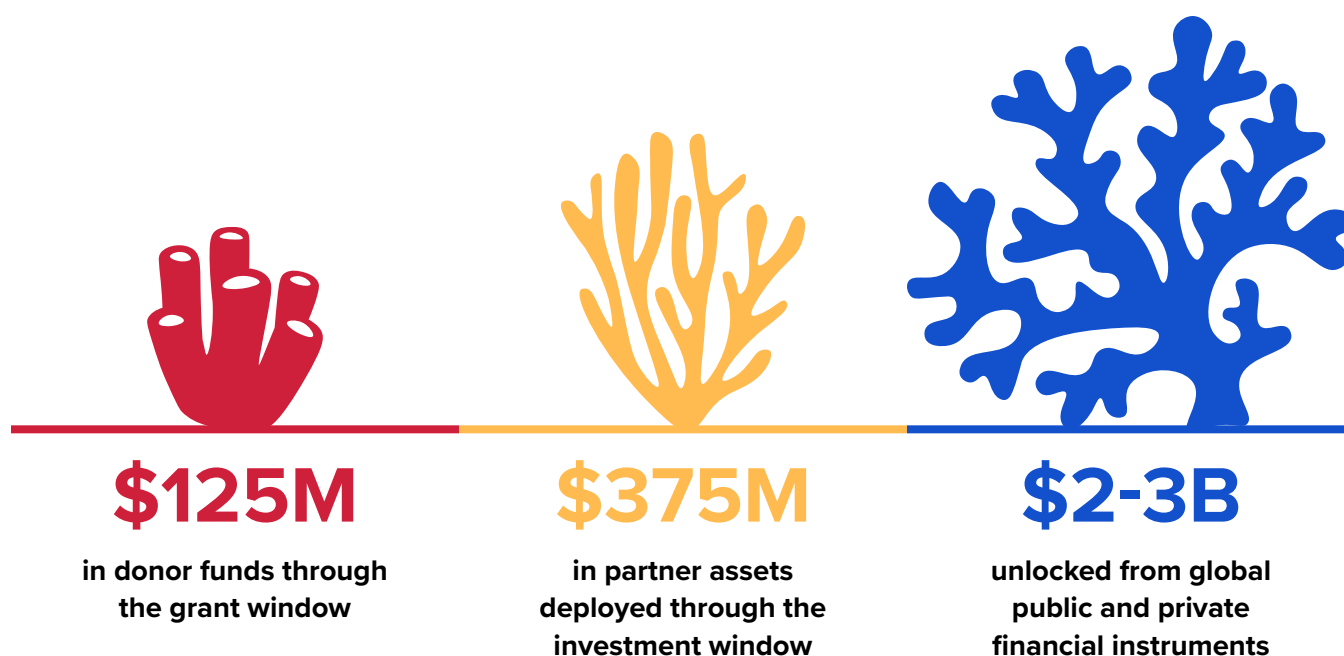 $125M
in donor funds through
the grant window
$375M
in partner assets
deployed through the
investment window
$2-3B
unlocked from global
public and private
financial instruments